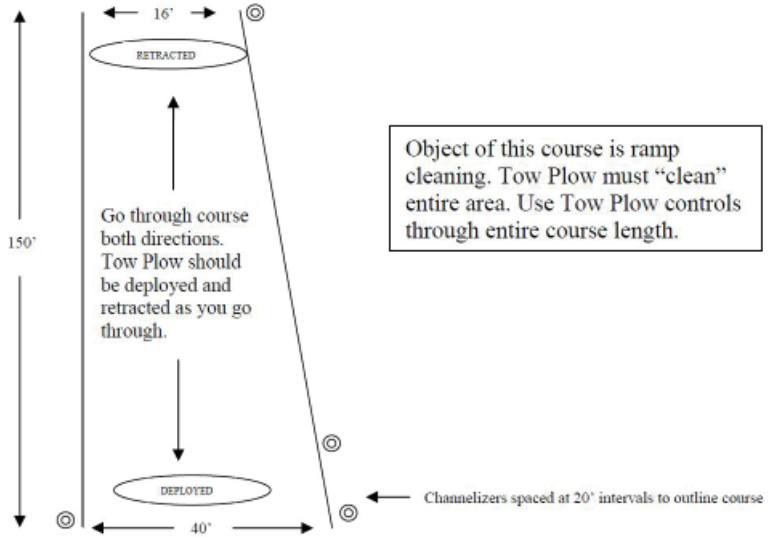 16’
RETRACTED
Object of this course is ramp
cleaning. Tow Plow must “clean”
entire area. Use Tow Plow controls
through entire course length.
Go through course
both directions.
Tow Plow should
be deployed and
retracted as you go
through.
150’
DEPLOYED
Channelizers spaced at 20’ intervals to outline course
40’